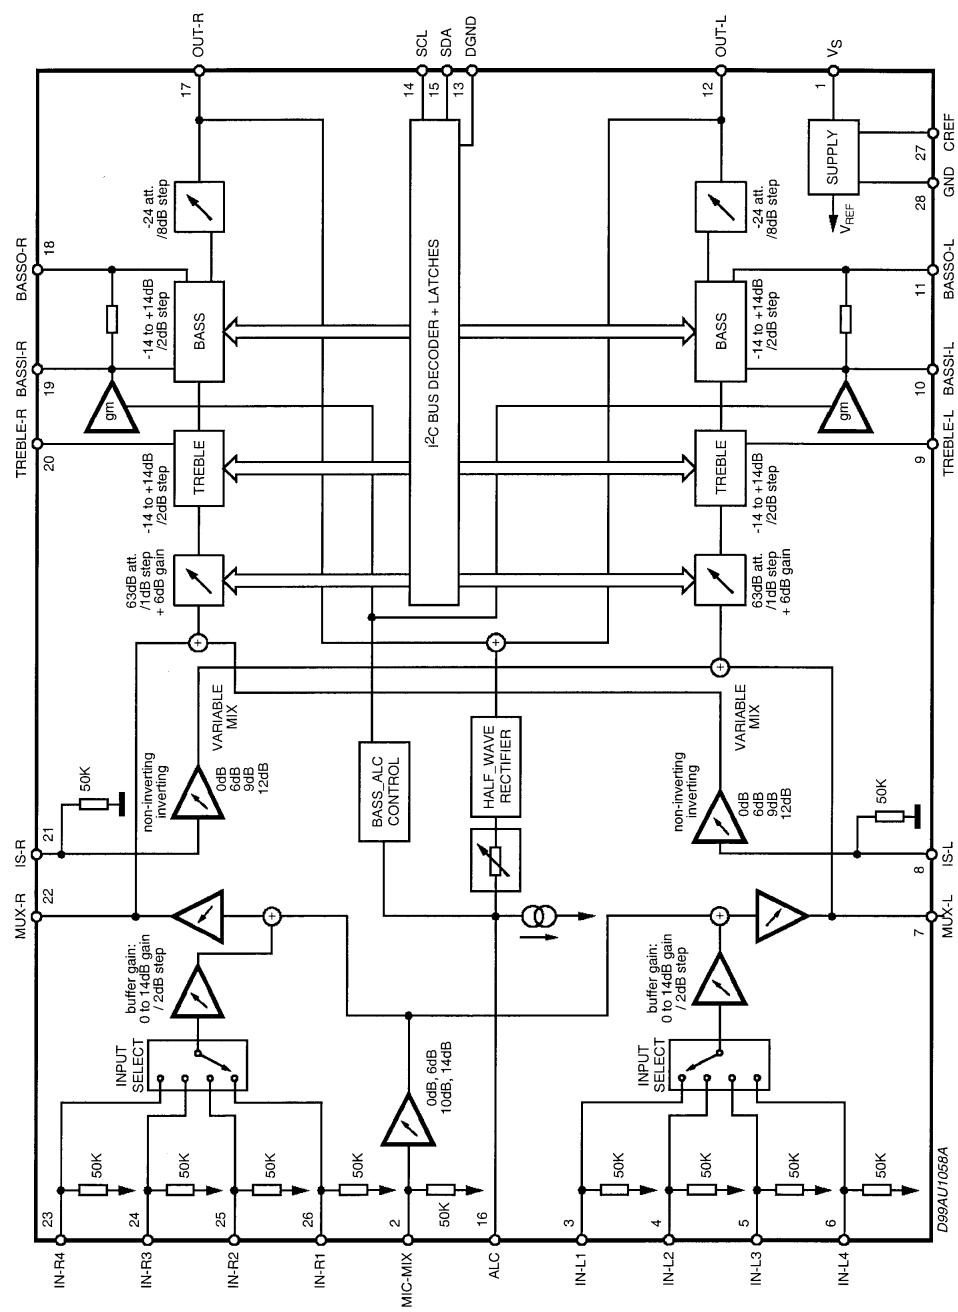 OUT-R
SCL
SDA
DGND
OUT-L
VS
17
14
15
13
12
1
SUPPLY
CREF
27
GND
28
VREF
-24 att.
/8dB step
-24 att.
/8dB step
BASSO-R
18
BASSO-L
11
BASS
-14 to +14dB
/2dB step
I2C BUS DECODER + LATCHES
BASS
-14 to +14dB
/2dB step
BASSI-R
19
BASSI-L
10
gm
gm
TREBLE-R
20
TREBLE-L
9
TREBLE
-14 to +14dB
/2dB step
TREBLE
-14 to +14dB
/2dB step
63dB att.
/1dB step
+ 6dB gain
63dB att.
/1dB step
+ 6dB gain
+
+
+
VARIABLE
MIX
VARIABLE
MIX
50K
non-inverting
inverting
0dB
6dB
9dB
12dB
BASS_ALC
CONTROL
HALF_WAVE
RECTIFIER
non-inverting
inverting
0dB
6dB
9dB
12dB
50K
IS-R
21
IS-L
8
MUX-R
22
MUX-L
7
+
+
buffer gain:
0 to 14dB gain
/ 2dB step
buffer gain:
0 to 14dB gain
/ 2dB step
INPUT
SELECT
INPUT
SELECT
0dB, 6dB
10dB, 14dB
50K
50K
50K
50K
50K
50K
50K
50K
50K
23
24
25
26
2
16
3
4
5
6
IN-R4
IN-R3
IN-R2
IN-R1
MIC-MIX
ALC
IN-L1
IN-L2
IN-L3
IN-L4
D99AU1058A